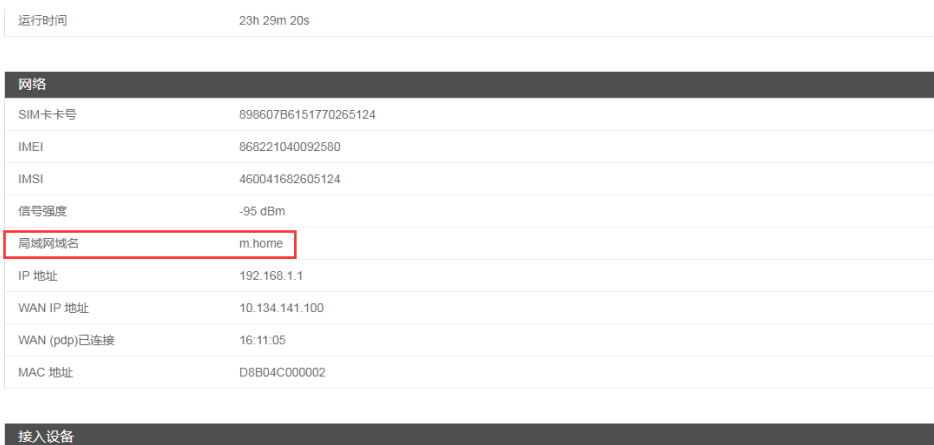 运行时间 23h 29m 20s
网络
SIM卡卡号 898607B6151770265124
IMEI 868221040092580
IMSI 460041682605124
信号强度 -95 dBm
局域网域名 m.home
IP 地址 192.168.1.1
WAN IP 地址 10.134.141.100
WAN (pdp)已连接 16:11:05
MAC 地址 D8B04C000002
接入设备